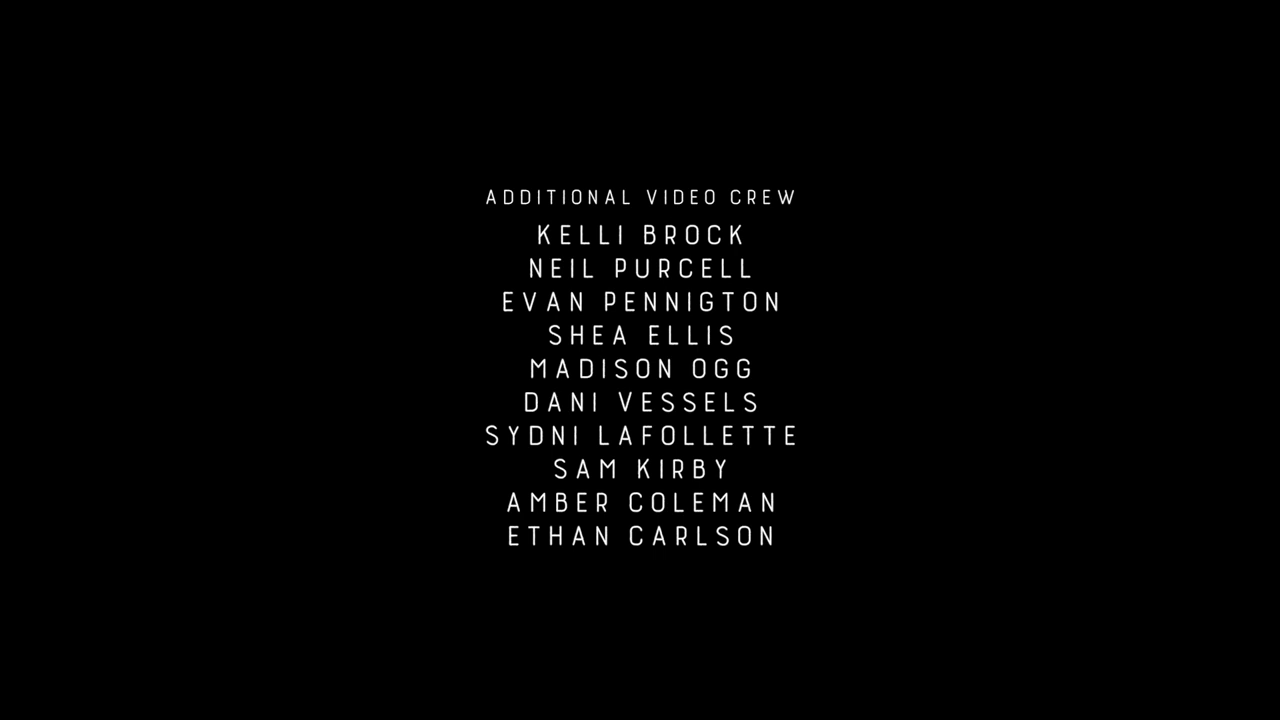 ADDITIONAL VIDEO CREW
KELLI BROCK
NEIL PURCELL
EVAN PENNIGTON
SHEA ELLIS
MADISON OGG
DANI VESSELS
SYDNI LAFOLLETTE
SAM KIRBY
AMBER COLEMAN
ETHAN CARLSON